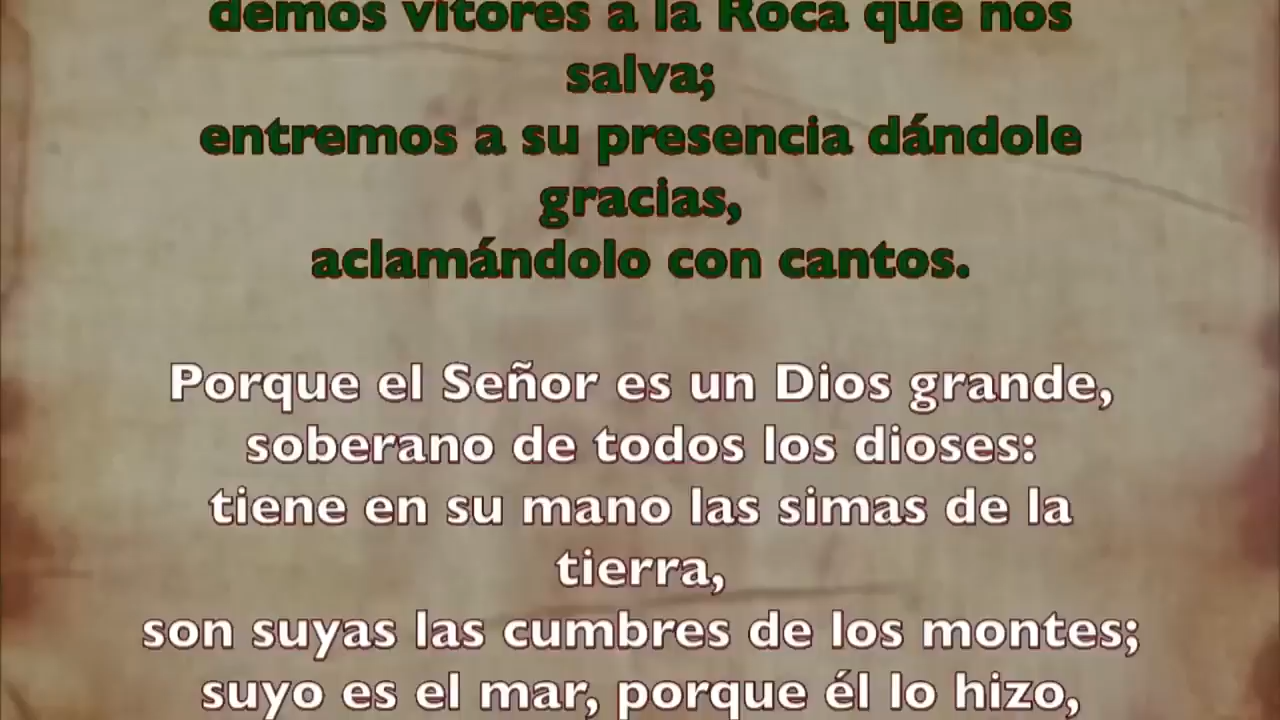 demos vítores a la Roca que nos
salva;
entremos a su presencia dándole
gracias,
aclamándolo con cantos.
Porque el Señor es un Dios grande,
soberano de todos los dioses:
tiene en su mano las simas de la
tierra,
son suyas las cumbres de los montes;
suyo es el mar, porque él lo hizo,